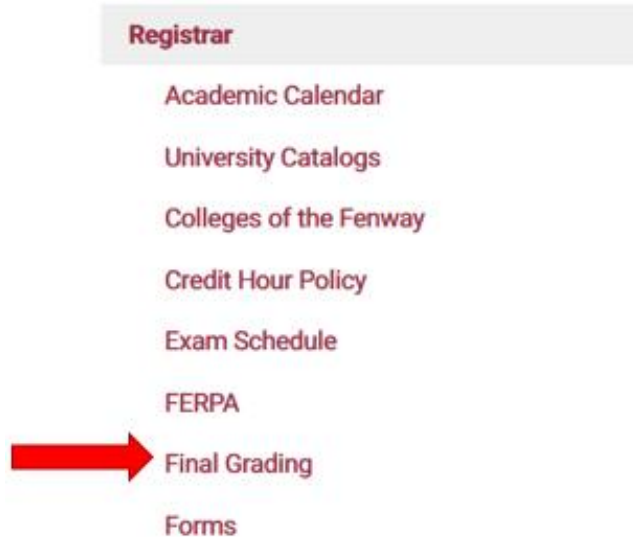 Registrar
Academic Calendar
University Catalogs
Colleges of the Fenway
Credit Hour Policy
Exam Schedule
FERPA
Final Grading
Forms